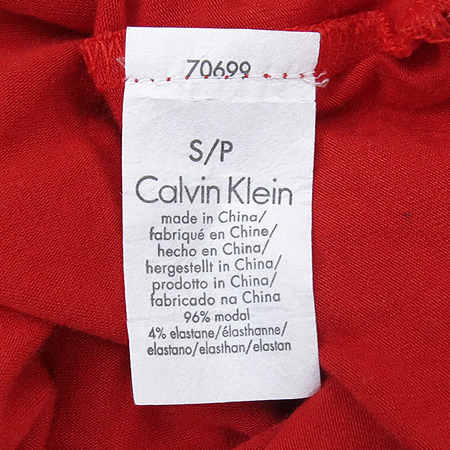 70699
S/P
Calvin Klein
made in China/
fabriqué en Chine/
hecho en China/
hergestellt in China/
prodotto in China/
fabricado na China
96% modal
4% elastane/élasthanne/
elastano/elasthan/elastan